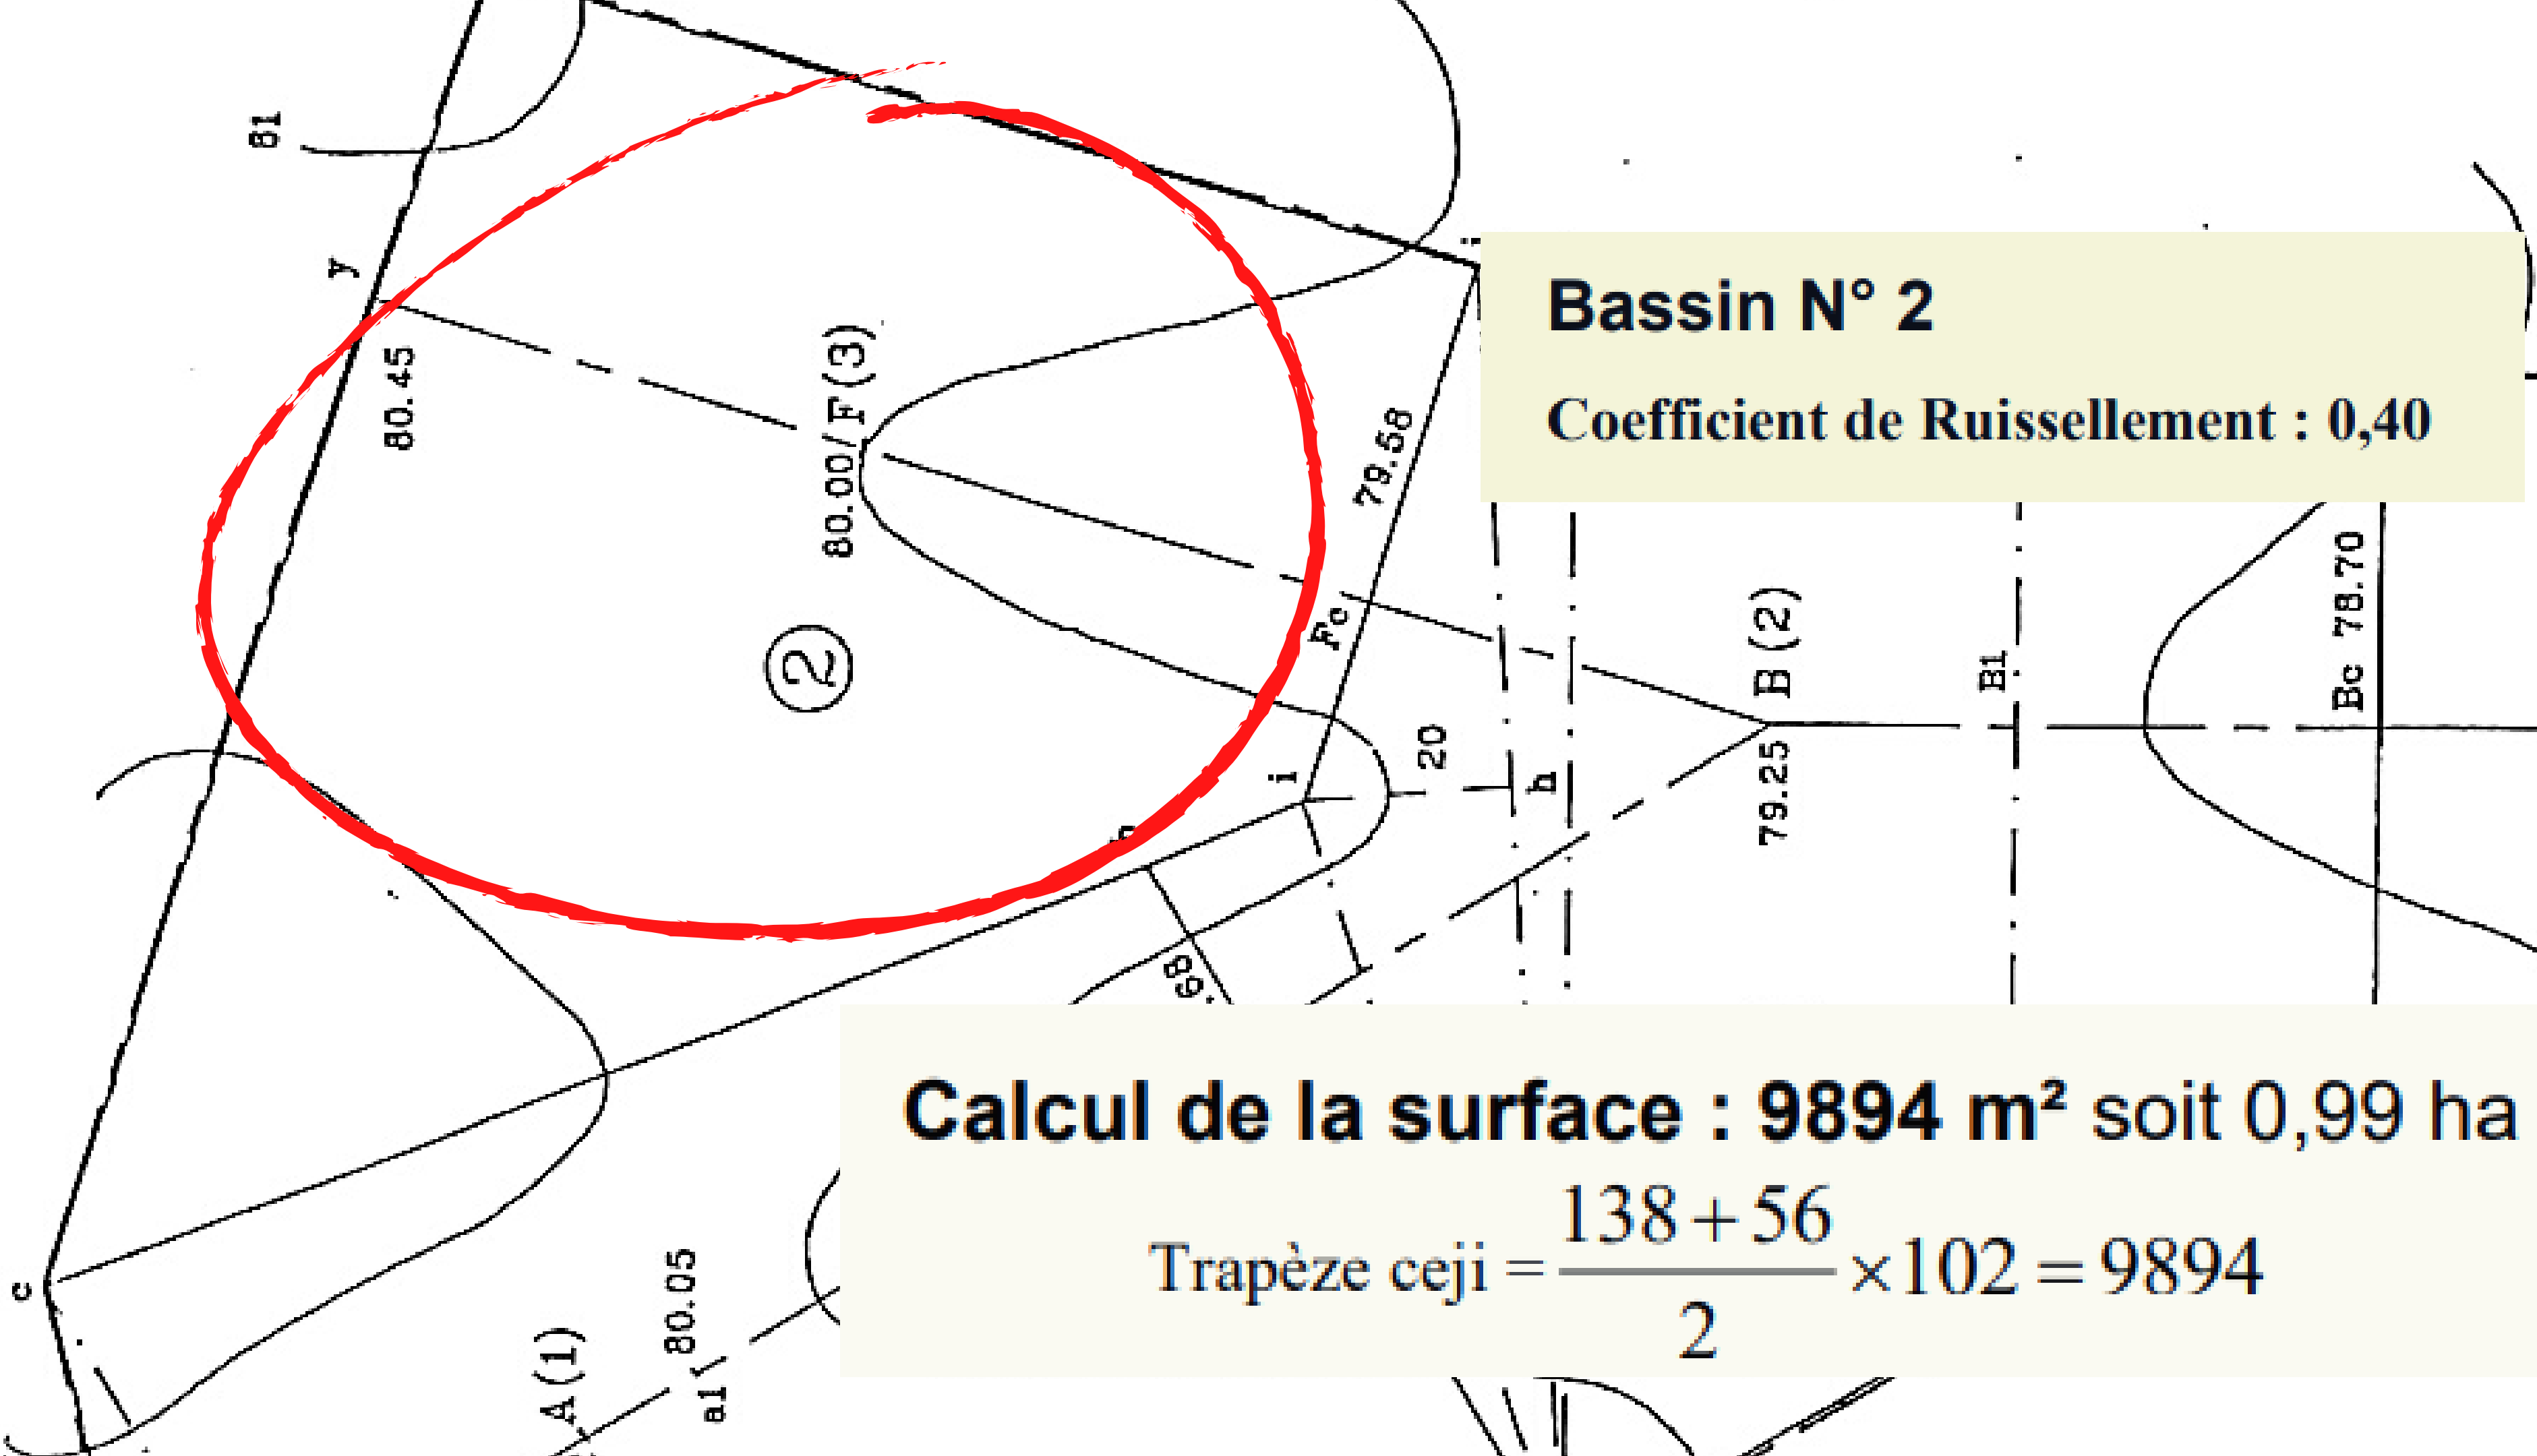 81
y
80.45
80.00/F(3)
79.58
Bassin N° 2
Coefficient de Ruissellement : 0,40
2
Fc
B(2)
79.25
B1
Bc 78.70
20
i
h
c
A(1)
a1
80.05
Calcul de la surface : 9894 m² soit 0,99 ha
Trapèze ceji = 138+56 / 2 ×102 = 9894